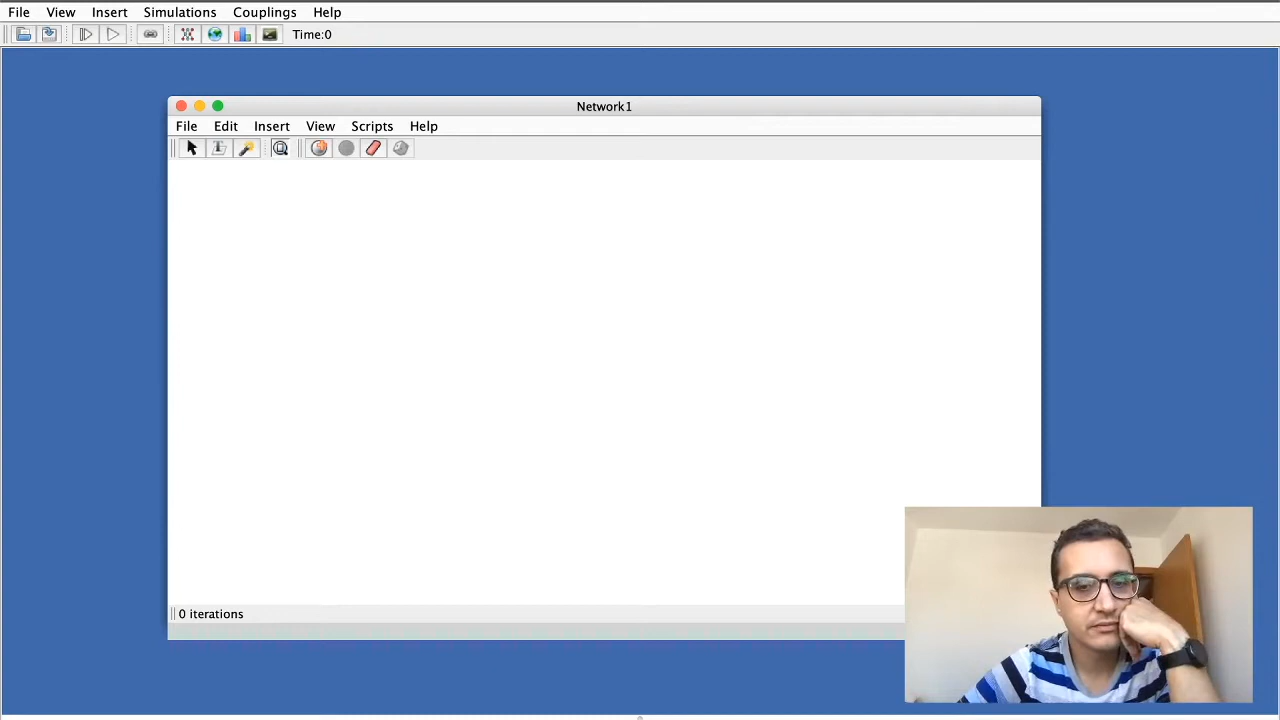 File View Insert Simulations Couplings Help
Time:0
Network1
File Edit Insert View Scripts Help
0 iterations